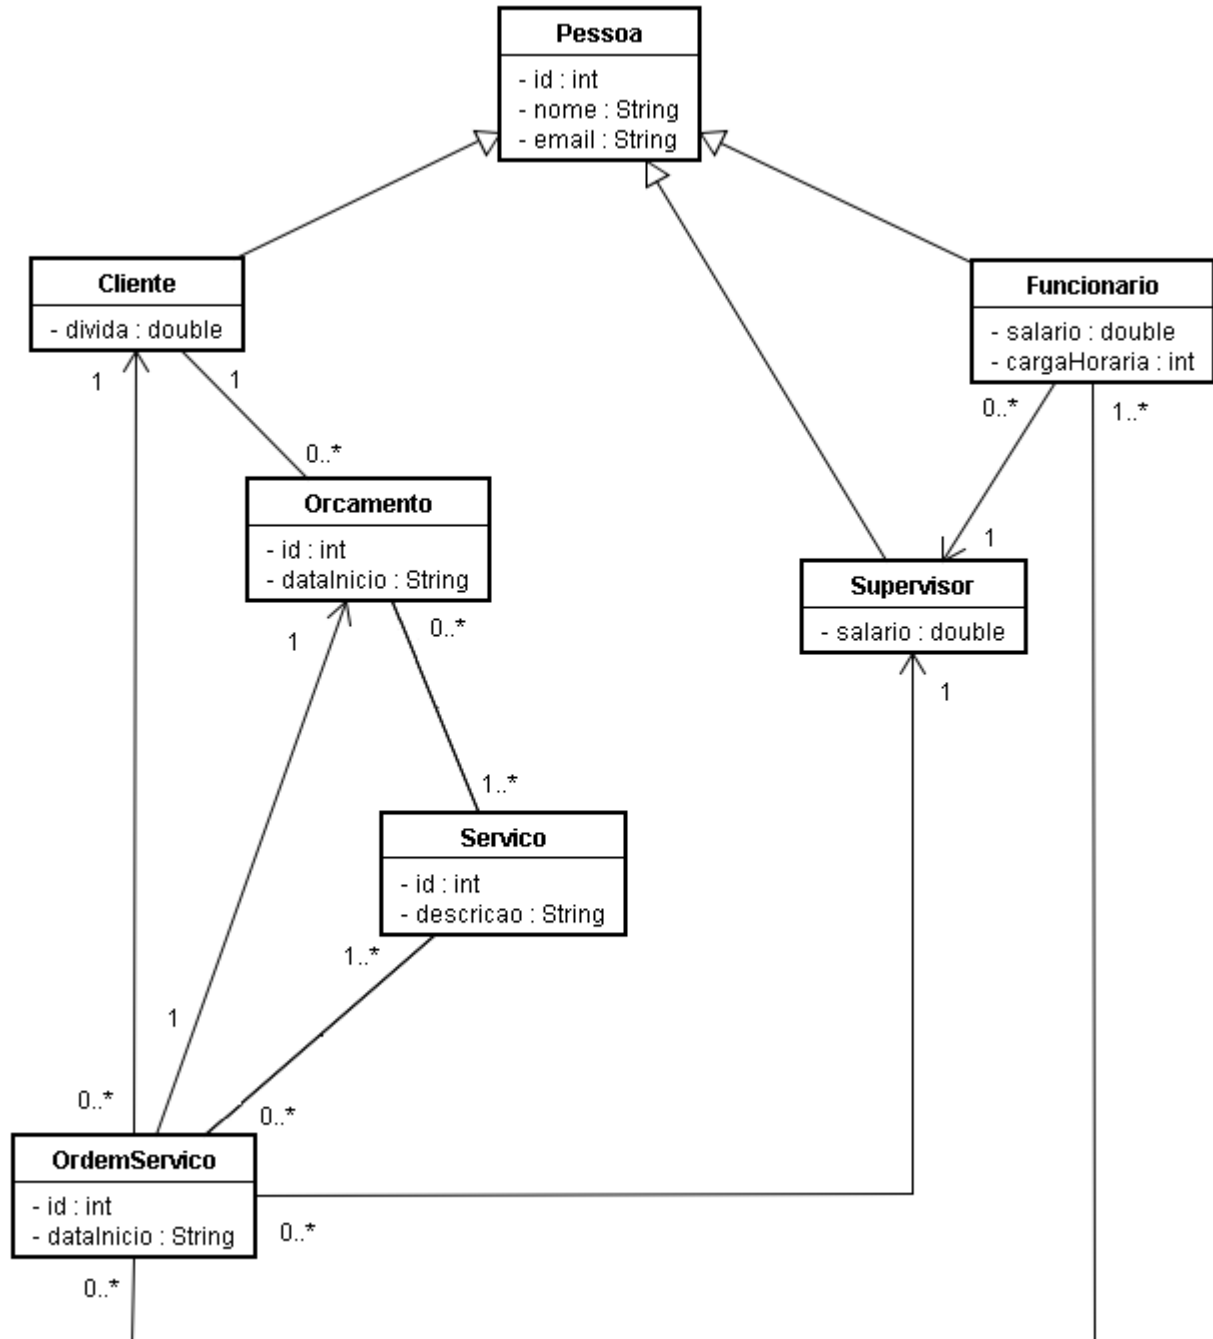 Pessoa
- id : int
- nome : String
- email : String
Cliente
- divida : double
Funcionario
- salario : double
- cargaHoraria : int
1
1
0..*
1..*
0..*
Orcamento
- id : int
- dataInicio : String
1
Supervisor
- salario : double
1
0..*
1
1..*
Servico
- id : int
- descricao : String
1..*
1
0..*
0..*
OrdemServico
- id : int
- dataInicio : String
0..*
0..*